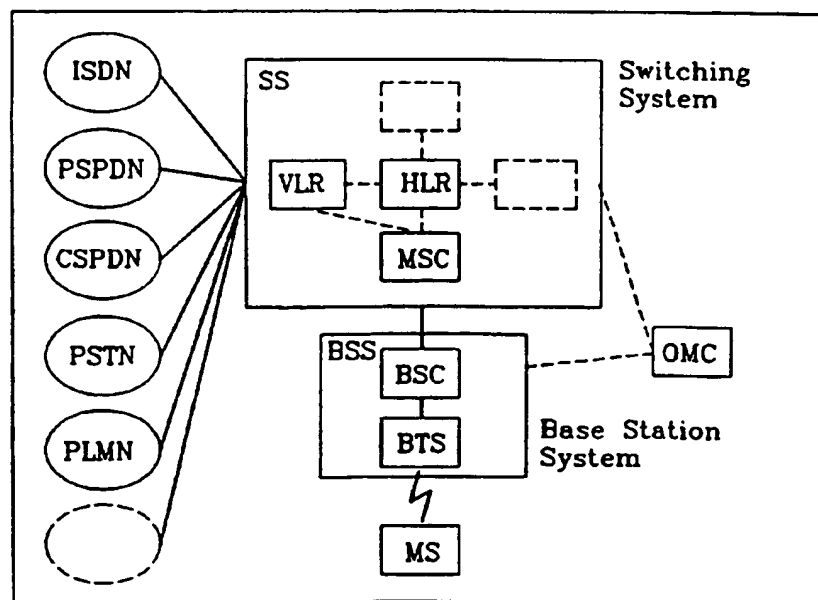 ISDN
PSPDN
CSPDN
PSTN
PLMN
SS
Switching
System
VLR
HLR
MSC
BSS
BSC
BTS
Base Station
System
OMC
MS